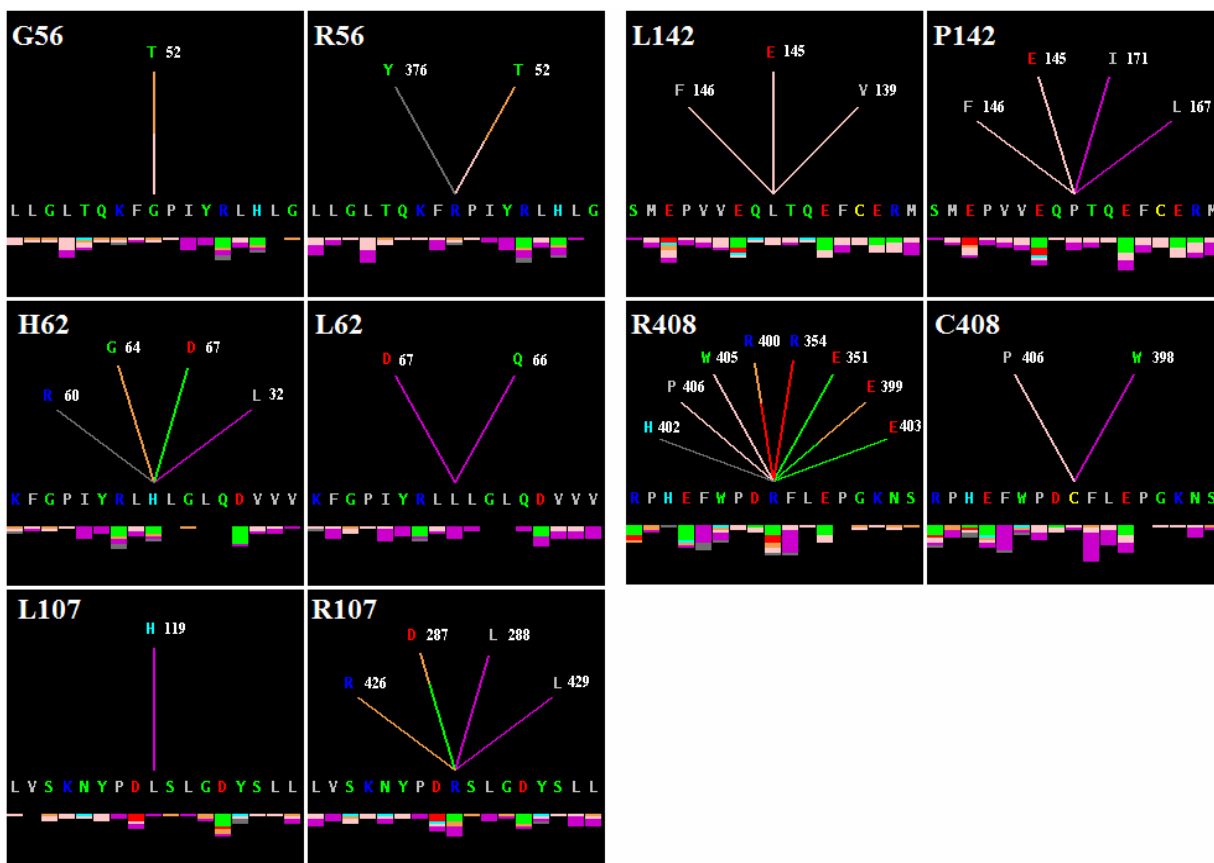 G56
T 52
L L G L T Q K F G P I Y R L H L G
R56
Y 376
T 52
L L G L T Q K F R P I Y R L H L G
L142
E 145
F 146
V 139
S M E P V V E Q L T Q E F C E R M
P142
E 145
I 171
F 146
L 167
S M E P V V E Q P T Q E F C E R M
H62
G 64
D 67
R 60
L 32
K F G P I Y R L H L G L Q D V V V
L62
D 67
Q 66
K F G P I Y R L L L G L Q D V V V
R408
R 400
R 354
W 405
E 351
P 406
E 399
H 402
E 403
R P H E F W P D R F L E P G K N S
C408
P 406
W 398
R P H E F W P D C F L E P G K N S
L107
H 119
L V S K N Y P D L S L G D Y S L L
R107
D 287
L 288
R 426
L 429
L V S K N Y P D R S L G D Y S L L